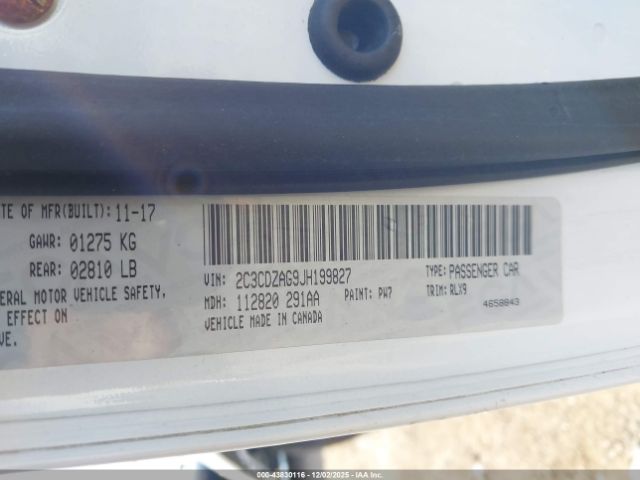 TE OF MFR(BUILT): 11-17
GAWR: 01275 KG
REAR: 02810 LB
ERAL MOTOR VEHICLE SAFETY,
EFFECT ON
VE.
VIN: 2C3CDZAG9JH199827
TYPE: PASSENGER CAR
MDH: 112820 291AA
PAINT: PW7
TRIM: RLX9
VEHICLE MADE IN CANADA
4658843
000-43830116 - 12/02/2025 - IAAI Inc.